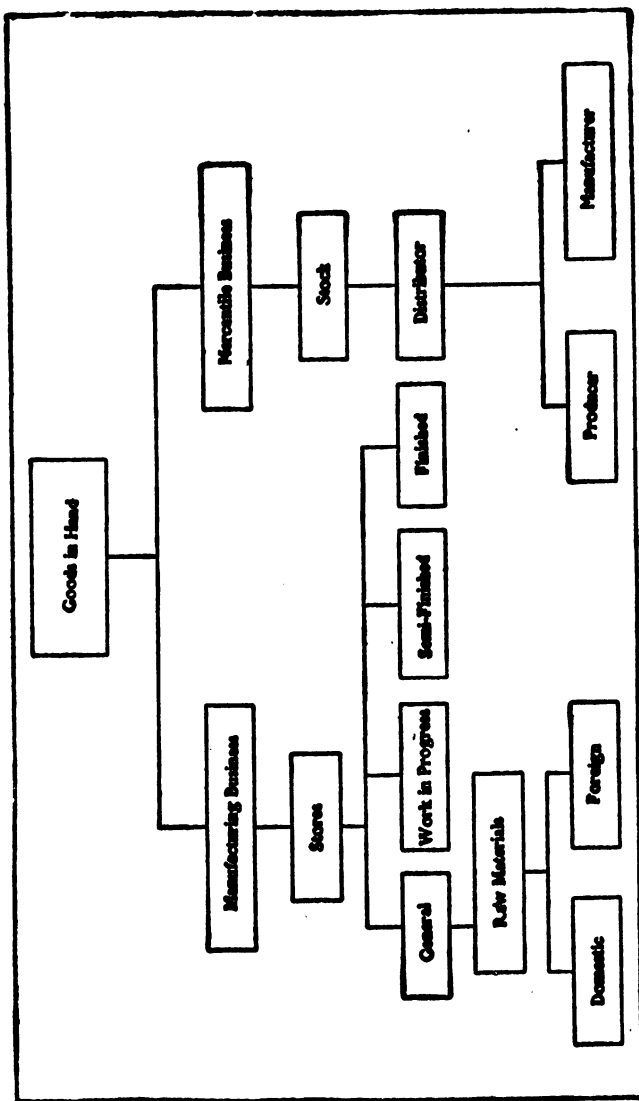 Goods in Hand
Manufacturing Business
Mercantile Business
Stores
Stock
General
Work in Progress
Semi-Finished
Finished
Distributor
Raw Materials
Domestic
Foreign
Producer
Manufacturer